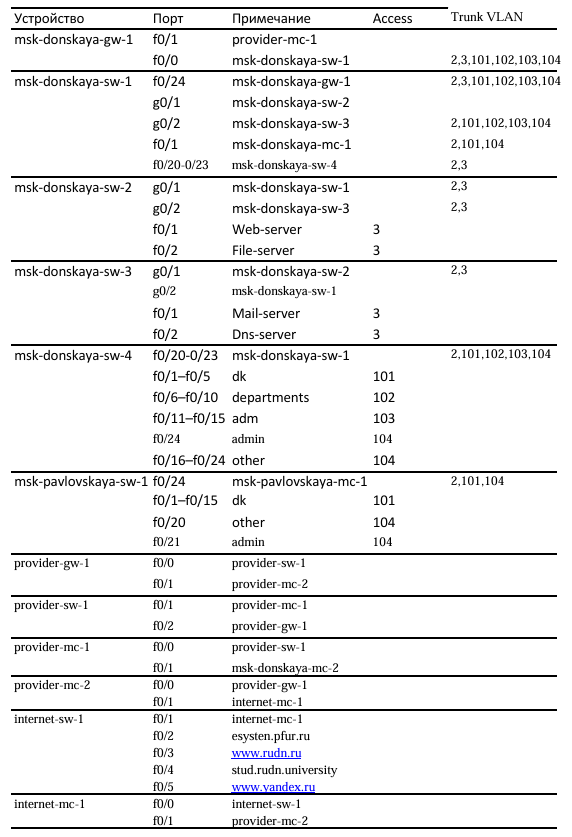 Устройство Порт Примечание Access Trunk VLAN
msk-donskaya-gw-1 f0/1 provider-mc-1
f0/0 msk-donskaya-sw-1 2,3,101,102,103,104
msk-donskaya-sw-1 f0/24 msk-donskaya-gw-1 2,3,101,102,103,104
g0/1 msk-donskaya-sw-2
g0/2 msk-donskaya-sw-3 2,101,102,103,104
f0/1 msk-donskaya-mc-1 2,101,104
f0/20-0/23 msk-donskaya-sw-4 2,3
msk-donskaya-sw-2 g0/1 msk-donskaya-sw-1 2,3
g0/2 msk-donskaya-sw-3 2,3
f0/1 Web-server 3
f0/2 File-server 3
msk-donskaya-sw-3 g0/1 msk-donskaya-sw-2 2,3
g0/2 msk-donskaya-sw-1
f0/1 Mail-server 3
f0/2 Dns-server 3
msk-donskaya-sw-4 f0/20-0/23 msk-donskaya-sw-1 2,101,102,103,104
f0/1–f0/5 dk 101
f0/6–f0/10 departments 102
f0/11–f0/15 adm 103
f0/24 admin 104
f0/16–f0/24 other 104
msk-pavlovskaya-sw-1 f0/24 msk-pavlovskaya-mc-1 2,101,104
f0/1–f0/15 dk 101
f0/20 other 104
f0/21 admin 104
provider-gw-1 f0/0 provider-sw-1
f0/1 provider-mc-2
provider-sw-1 f0/1 provider-mc-1
f0/2 provider-gw-1
provider-mc-1 f0/0 provider-sw-1
f0/1 msk-donskaya-mc-2
provider-mc-2 f0/0 provider-gw-1
f0/1 internet-mc-1
internet-sw-1 f0/1 internet-mc-1
f0/2 esysten.pfur.ru
f0/3 www.rudn.ru
f0/4 stud.rudn.university
f0/5 www.yandex.ru
internet-mc-1 f0/0 internet-sw-1
f0/1 provider-mc-2